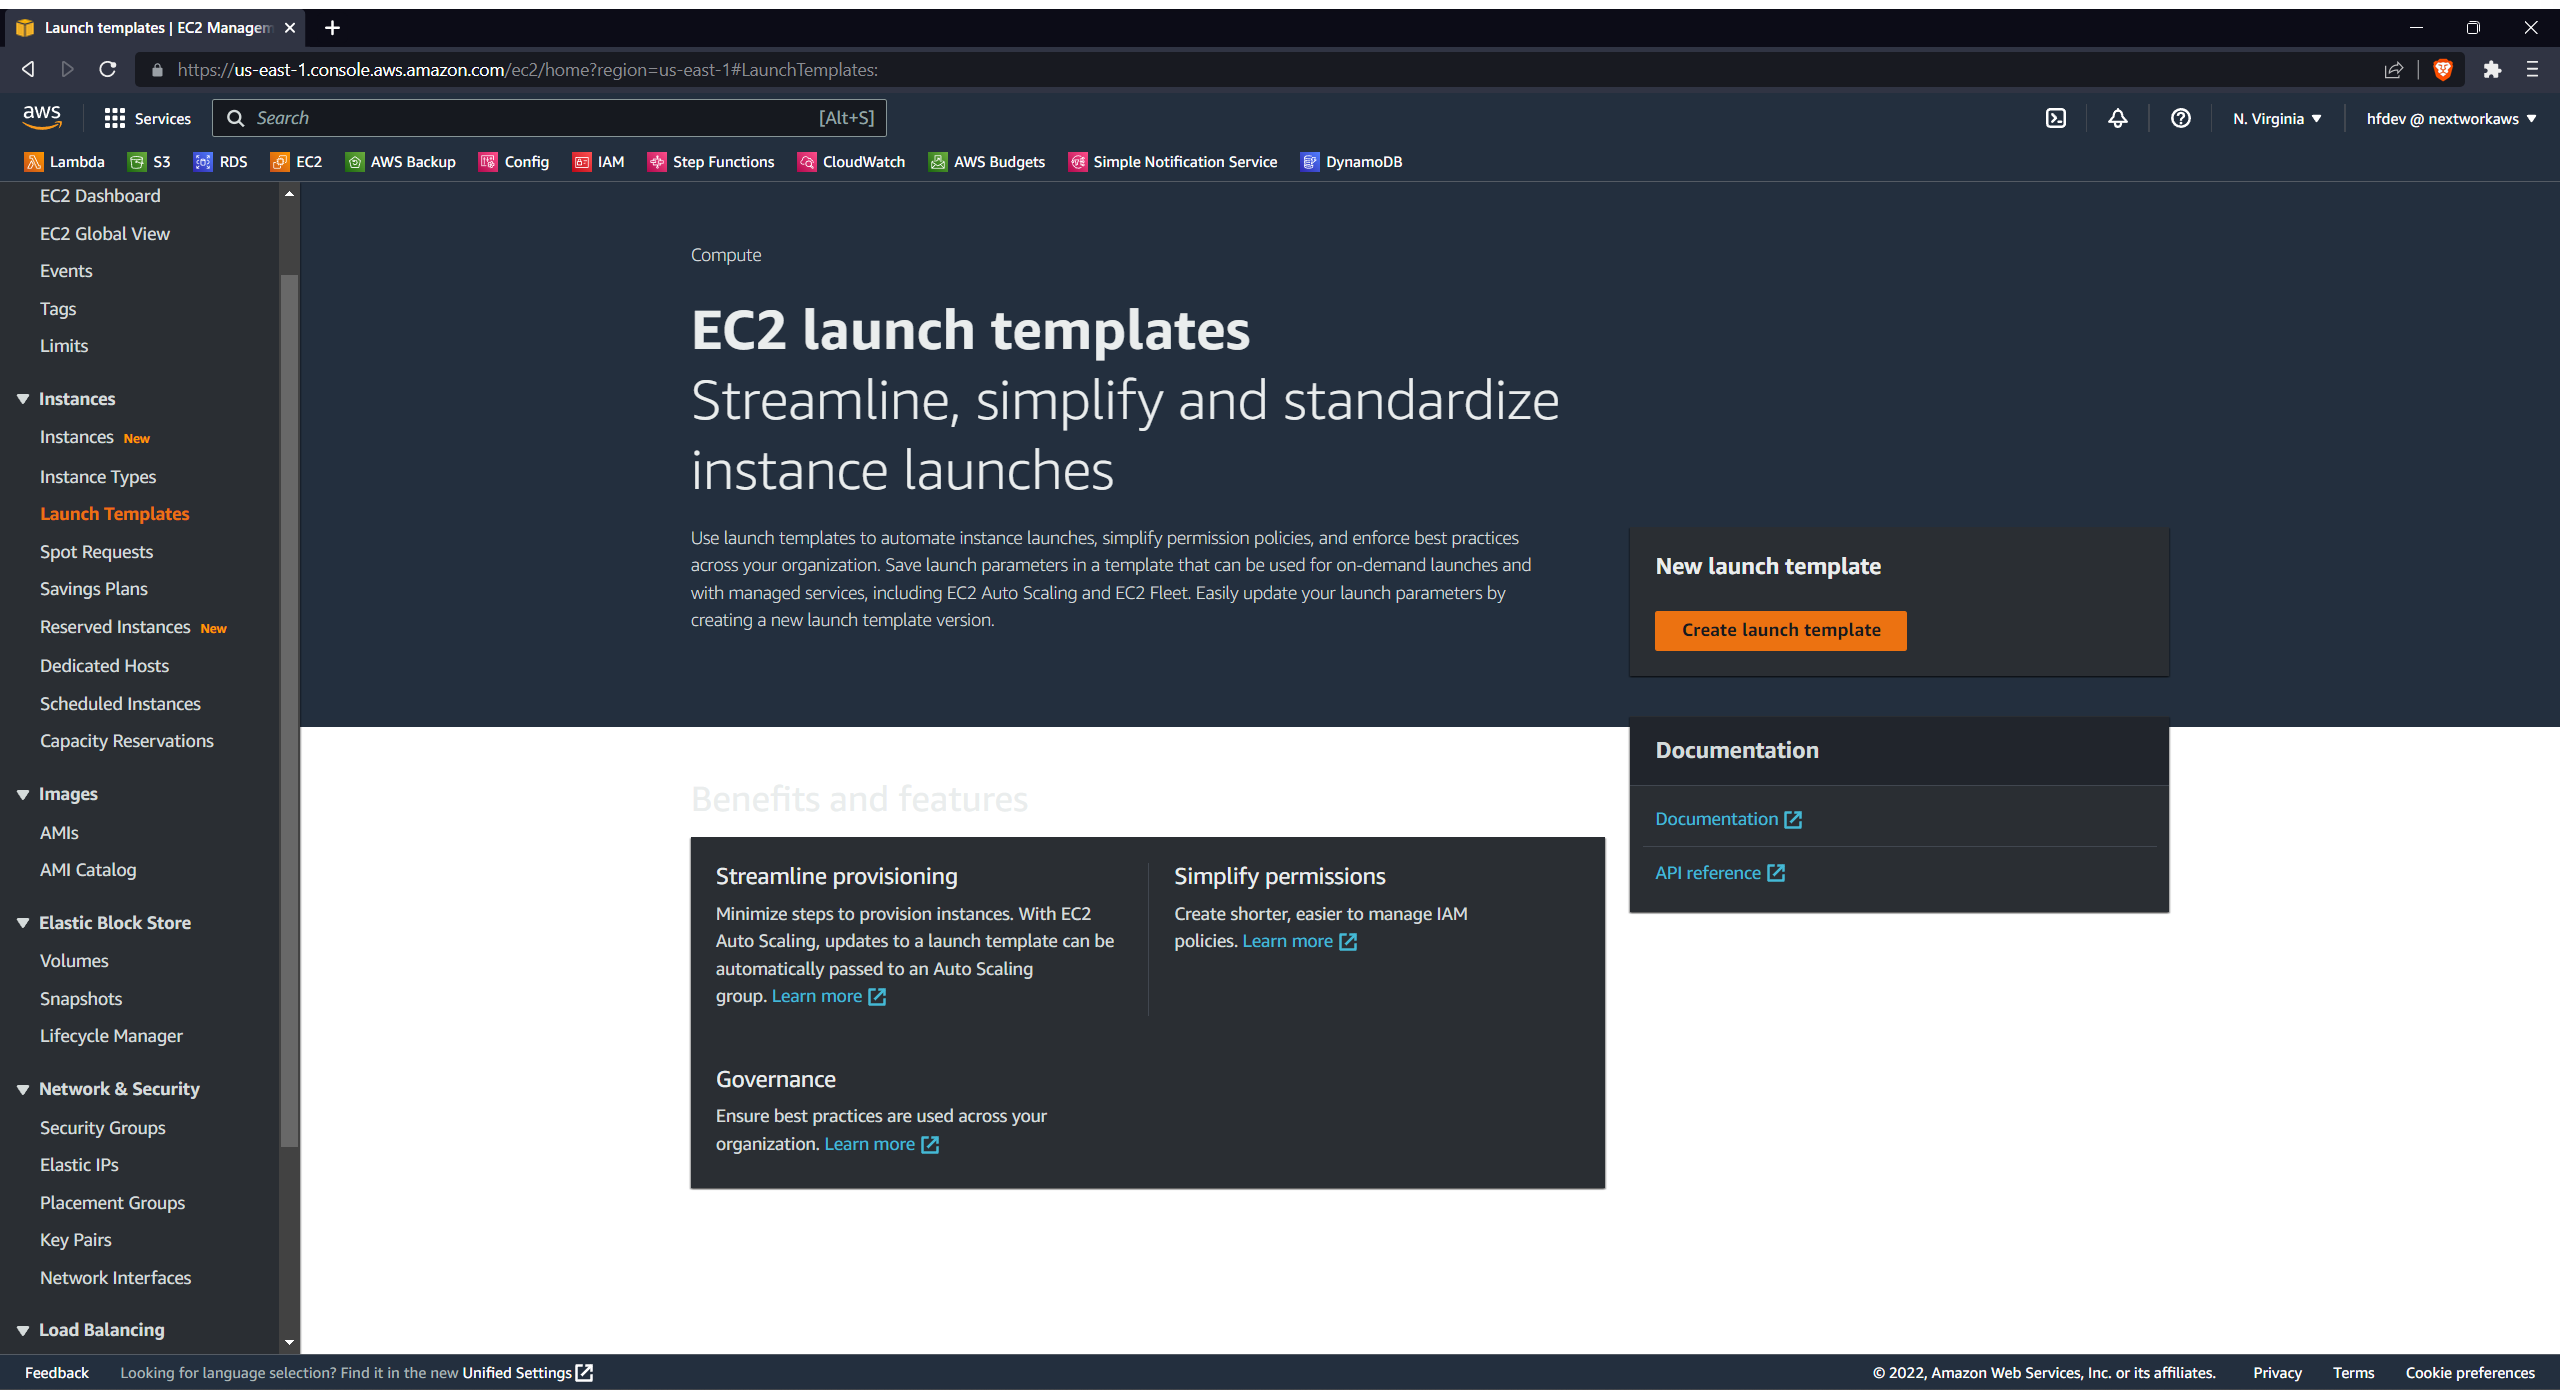 Launch templates | EC2 Managem
https://us-east-1.console.aws.amazon.com/ec2/home?region=us-east-1#LaunchTemplates:
aws
Services
Search
[Alt+S]
N. Virginia
hfdev @ nextworkaws
Lambda
S3
RDS
EC2
AWS Backup
Config
IAM
Step Functions
CloudWatch
AWS Budgets
Simple Notification Service
DynamoDB
EC2 Dashboard
EC2 Global View
Events
Tags
Limits
Instances
Instances New
Instance Types
Launch Templates
Spot Requests
Savings Plans
Reserved Instances New
Dedicated Hosts
Scheduled Instances
Capacity Reservations
Images
AMIs
AMI Catalog
Elastic Block Store
Volumes
Snapshots
Lifecycle Manager
Network & Security
Security Groups
Elastic IPs
Placement Groups
Key Pairs
Network Interfaces
Load Balancing
Compute
EC2 launch templates
Streamline, simplify and standardize
instance launches
Use launch templates to automate instance launches, simplify permission policies, and enforce best practices
across your organization. Save launch parameters in a template that can be used for on-demand launches and
with managed services, including EC2 Auto Scaling and EC2 Fleet. Easily update your launch parameters by
creating a new launch template version.
New launch template
Create launch template
Benefits and features
Streamline provisioning
Minimize steps to provision instances. With EC2
Auto Scaling, updates to a launch template can be
automatically passed to an Auto Scaling
group. Learn more
Simplify permissions
Create shorter, easier to manage IAM
policies. Learn more
Governance
Ensure best practices are used across your
organization. Learn more
Documentation
Documentation
API reference
Feedback
Looking for language selection? Find it in the new Unified Settings
© 2022, Amazon Web Services, Inc. or its affiliates.
Privacy
Terms
Cookie preferences